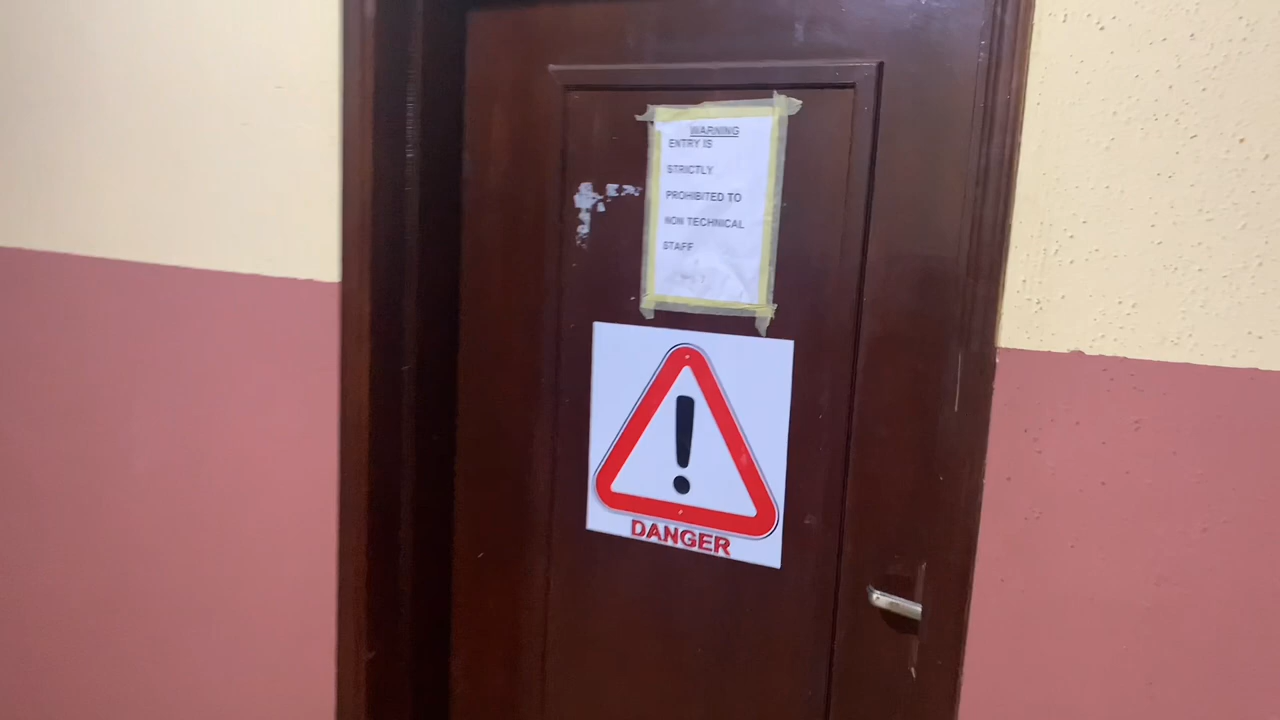 WARNING
ENTRY IS
STRICTLY
PROHIBITED TO
NON TECHNICAL
STAFF
DANGER